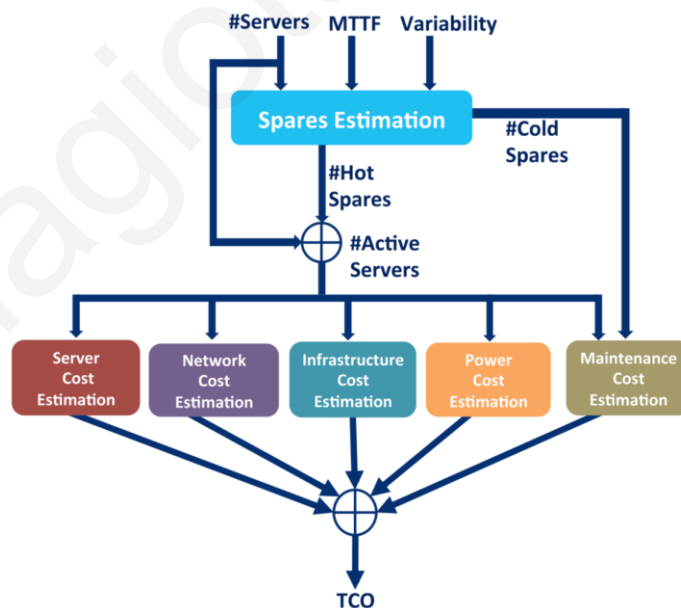 #Servers MTTF Variability
Spares Estimation
#Cold
Spares
#Hot
Spares
#Active
Servers
Server
Cost
Estimation
Network
Cost
Estimation
Infrastructure
Cost
Estimation
Power
Cost
Estimation
Maintenance
Cost
Estimation
TCO